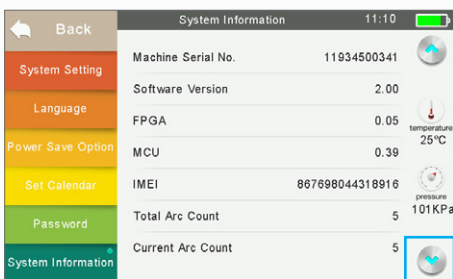 Back
System Information 11:10
System Setting
Language
Power Save Option
Set Calendar
Password
System Information
Machine Serial No. 11934500341
Software Version 2.00
FPGA 0.05
MCU 0.39
IMEI 867698044318916
Total Arc Count 5
Current Arc Count 5
temperature
25℃
pressure
101KPa